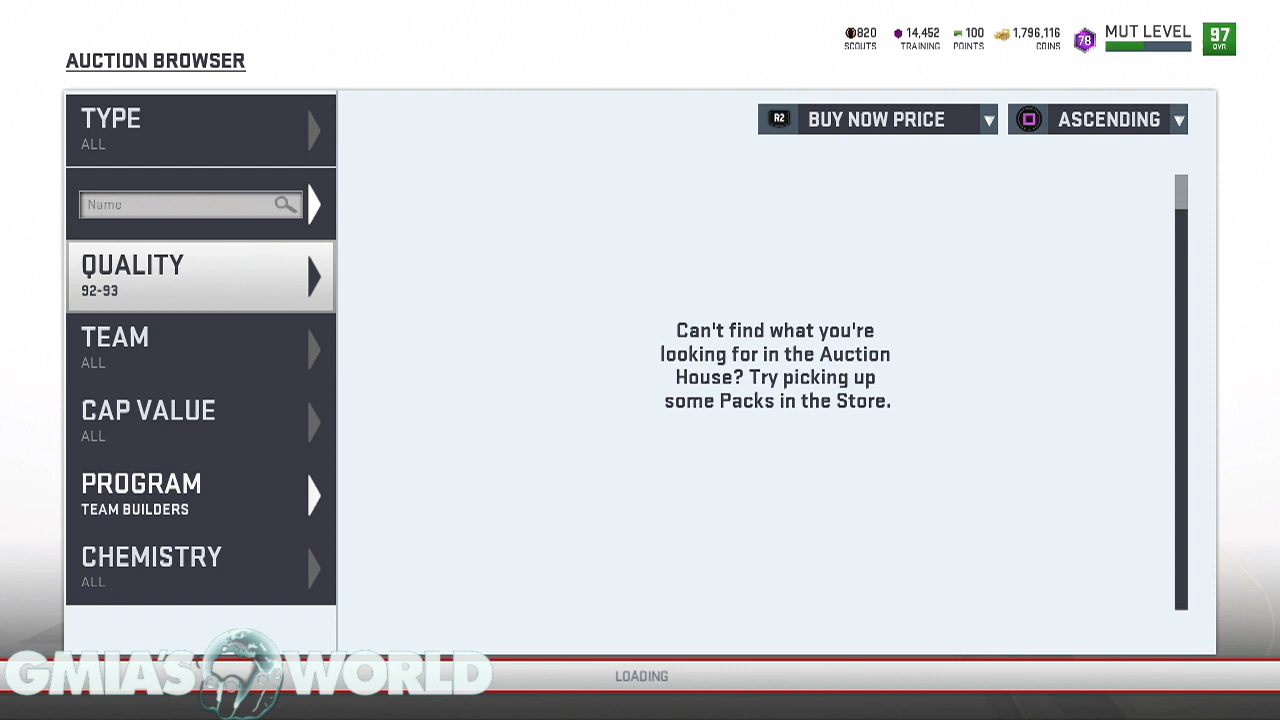 AUCTION BROWSER
820 SCOUTS
14,452 TRAINING
100 POINTS
1,796,116 COINS
78
MUT LEVEL
97 OVR
TYPE
ALL
Name
QUALITY
92-93
TEAM
ALL
CAP VALUE
ALL
PROGRAM
TEAM BUILDERS
CHEMISTRY
ALL
R2 BUY NOW PRICE
ASCENDING
Can't find what you're
looking for in the Auction
House? Try picking up
some Packs in the Store.
GMIA'S WORLD
LOADING